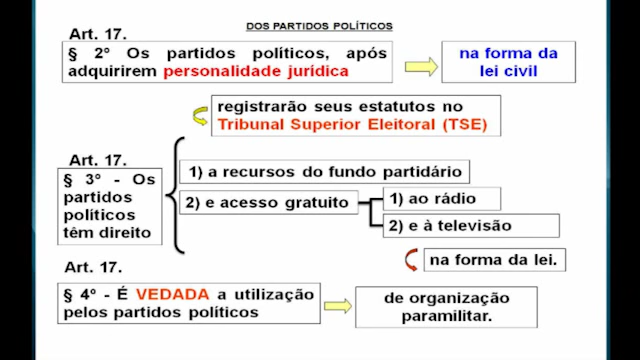 DOS PARTIDOS POLÍTICOS
Art. 17.
§ 2º Os partidos políticos, após
adquirirem personalidade jurídica
na forma da
lei civil
registrarão seus estatutos no
Tribunal Superior Eleitoral (TSE)
Art. 17.
§ 3º - Os
partidos
políticos
têm direito
1) a recursos do fundo partidário
2) e acesso gratuito
1) ao rádio
2) e à televisão
na forma da lei.
Art. 17.
§ 4º - É VEDADA a utilização
pelos partidos políticos
de organização
paramilitar.